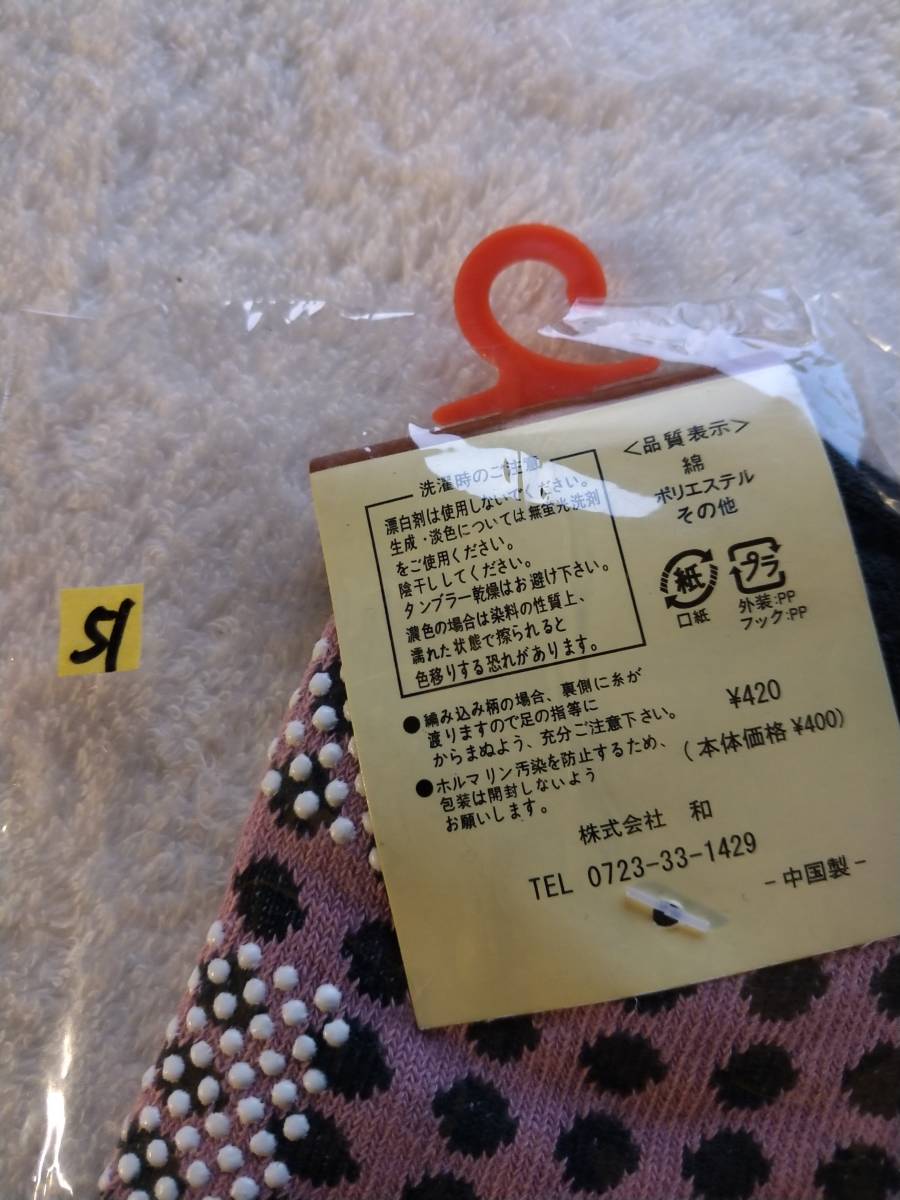 <品質表示>
綿
ポリエステル
その他
紙
口紙
プラ
外装:PP
フック:PP
洗濯時のご注意
漂白剤は使用しないでください。
生成・淡色については無蛍光洗剤
をご使用ください。
陰干ししてください。
タンブラー乾燥はお避け下さい。
濃色の場合は染料の性質上、
濡れた状態で擦られると
色移りする恐れがあります。
●編み込み柄の場合、裏側に糸が
渡りますので足の指等に
からまぬよう、充分ご注意下さい。
●ホルマリン汚染を防止するため、
包装は開封しないよう
お願いします。
¥420
(本体価格¥400)
株式会社 和
TEL 0723-33-1429
-中国製-